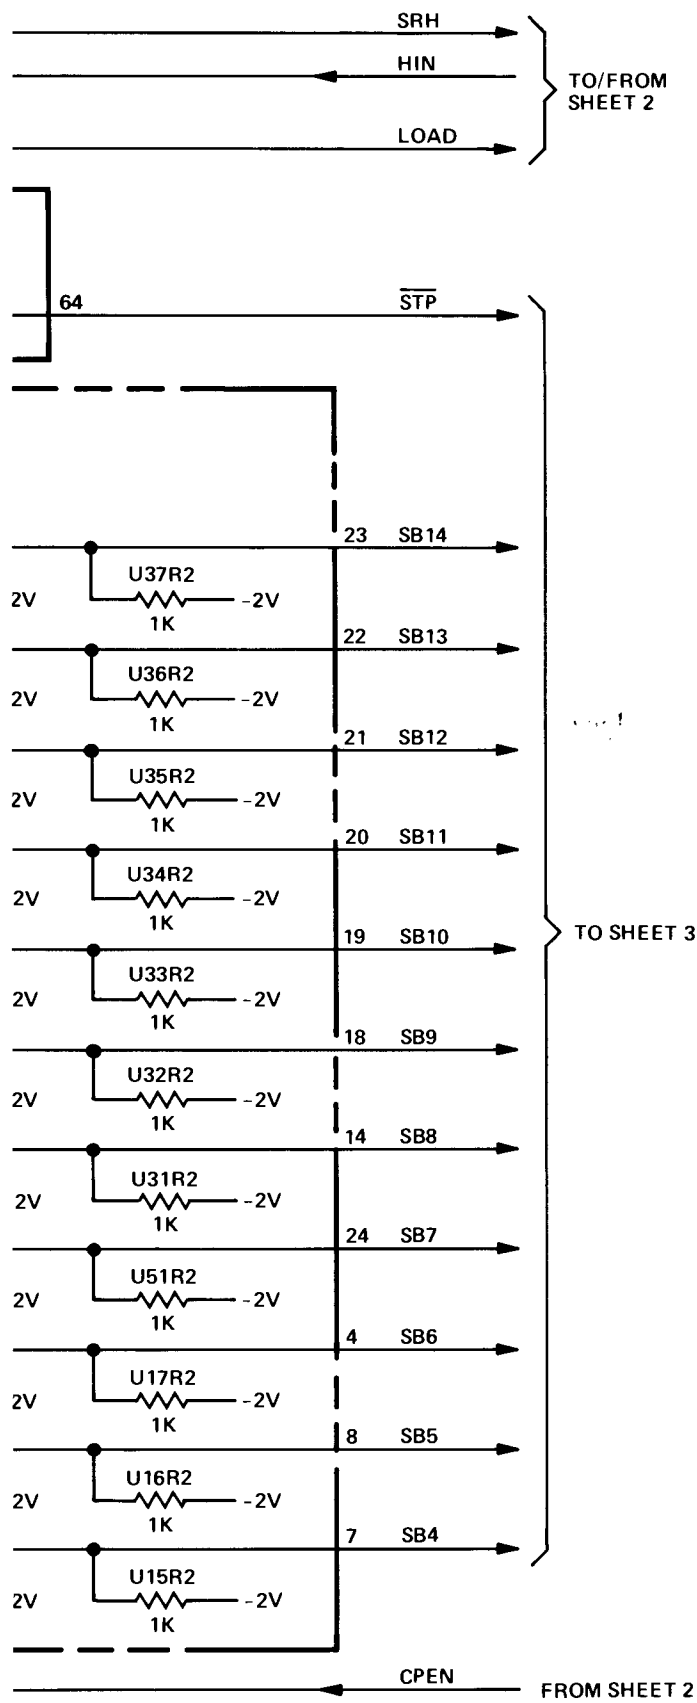 SRH
HIN
TO/FROM
SHEET 2
LOAD
64 STP
23 SB14
U37R2
2V -2V
1K
22 SB13
U36R2
2V -2V
1K
21 SB12
U35R2
2V -2V
1K
20 SB11
U34R2
2V -2V
1K
19 SB10
TO SHEET 3
U33R2
2V -2V
1K
18 SB9
U32R2
2V -2V
1K
14 SB8
U31R2
2V -2V
1K
24 SB7
U51R2
2V -2V
1K
4 SB6
U17R2
2V -2V
1K
8 SB5
U16R2
2V -2V
1K
7 SB4
U15R2
2V -2V
1K
CPEN
FROM SHEET 2